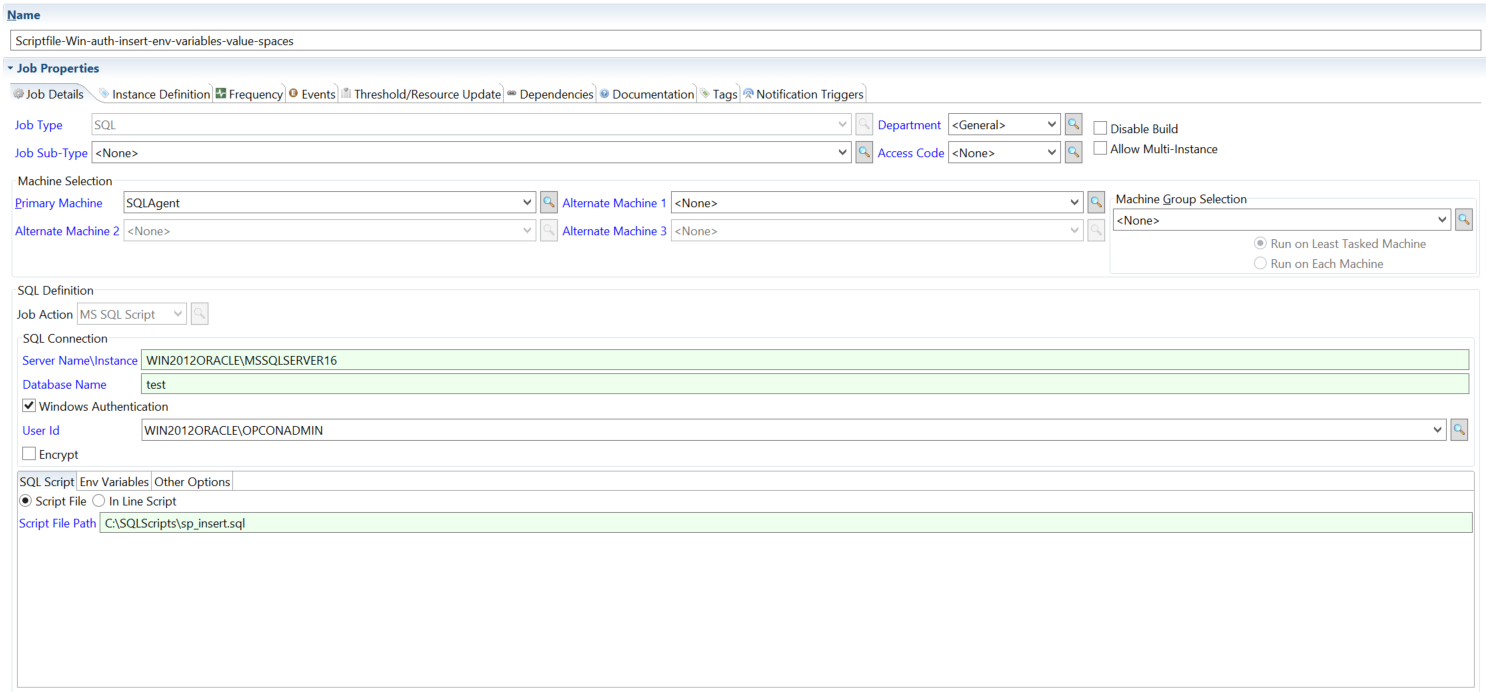 Name
Scriptfile-Win-auth-insert-env-variables-value-spaces
Job Properties
Job Details Instance Definition Frequency Events Threshold/Resource Update Dependencies Documentation Tags Notification Triggers
Job Type SQL Department <General> Disable Build
Job Sub-Type <None> Access Code <None> Allow Multi-Instance
Machine Selection
Primary Machine SQLAgent Alternate Machine 1 <None> Machine Group Selection
<None>
Alternate Machine 2 <None> Alternate Machine 3 <None>
Run on Least Tasked Machine
Run on Each Machine
SQL Definition
Job Action MS SQL Script
SQL Connection
Server Name\Instance WIN2012ORACLE\MSSQLSERVER16
Database Name test
Windows Authentication
User Id WIN2012ORACLE\OPCONADMIN
Encrypt
SQL Script Env Variables Other Options
Script File In Line Script
Script File Path C:\SQLScripts\sp_insert.sql